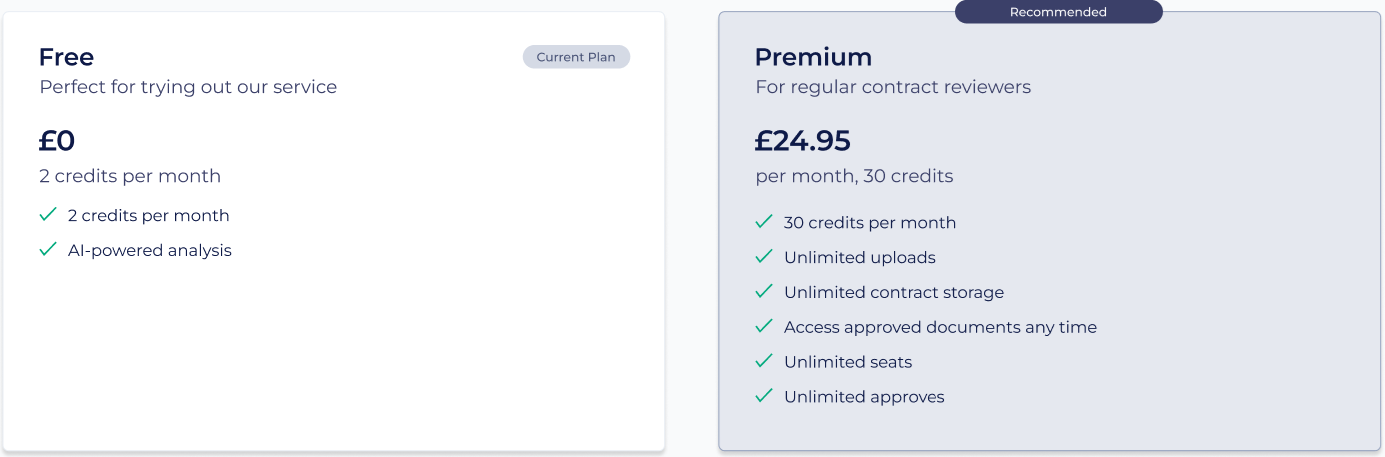 Free
Current Plan
Perfect for trying out our service
£0
2 credits per month
2 credits per month
AI-powered analysis
Recommended
Premium
For regular contract reviewers
£24.95
per month, 30 credits
30 credits per month
Unlimited uploads
Unlimited contract storage
Access approved documents any time
Unlimited seats
Unlimited approves